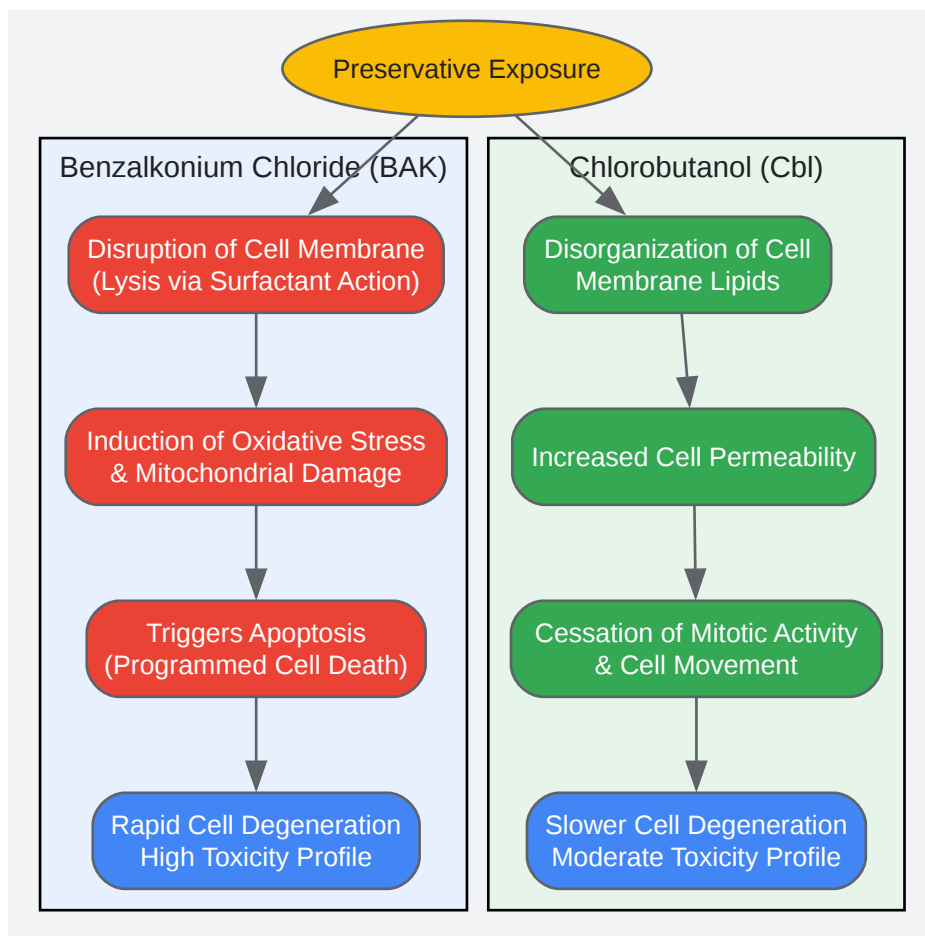 Preservative Exposure
Benzalkonium Chloride (BAK)
Disruption of Cell Membrane
(Lysis via Surfactant Action)
Induction of Oxidative Stress
& Mitochondrial Damage
Triggers Apoptosis
(Programmed Cell Death)
Rapid Cell Degeneration
High Toxicity Profile
Chlorobutanol (Cbl)
Disorganization of Cell
Membrane Lipids
Increased Cell Permeability
Cessation of Mitotic Activity
& Cell Movement
Slower Cell Degeneration
Moderate Toxicity Profile